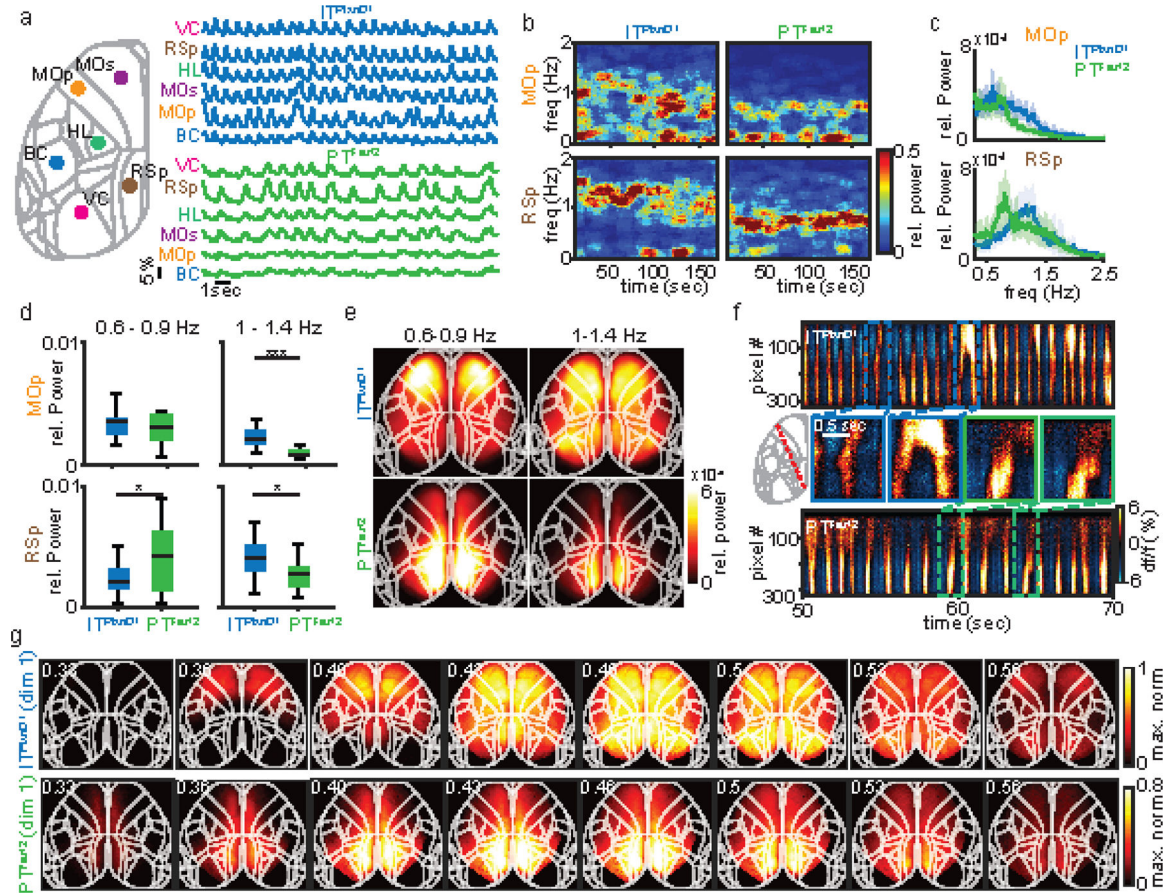 a
MOp
MOs
HL
BC
RSp
VC
5 %
1sec
IT PlxnD1
VC
RSp
HL
MOs
MOp
BC
PT Fezf2
VC
RSp
HL
MOs
MOp
BC
b
IT PlxnD1
PT Fezf2
MOp
freq (Hz)
2
1
0
RSp
freq (Hz)
2
1
0
50 100 150
50 100 150
time (sec)
time (sec)
0.5
0
rel. power
c
MOp
x10
IT PlxnD1
PT Fezf2
8
0
rel. Power
RSp
x10
8
0
rel. Power
0.5 1.5 2.5
freq (Hz)
d
0.6 - 0.9 Hz
1 - 1.4 Hz
MOp
rel. Power
0.01
0
***
RSp
rel. Power
0.01
0
*
*
IT PlxnD1 PT Fezf2
IT PlxnD1 PT Fezf2
e
0.6-0.9 Hz
1-1.4 Hz
IT PlxnD1
PT Fezf2
x10
6
0
rel. power
f
IT PlxnD1
pixel #
100
300
0.5 sec
PT Fezf2
pixel #
100
300
50 60 70
time (sec)
6
0
6
df/f (%)
g
IT PlxnD1 (dim 1)
0.33 0.36 0.40 0.43 0.46 0.5 0.53 0.56
1
0
max. norm
PT Fezf2 (dim 1)
0.33 0.36 0.40 0.43 0.46 0.5 0.53 0.56
0.8
0
max. norm